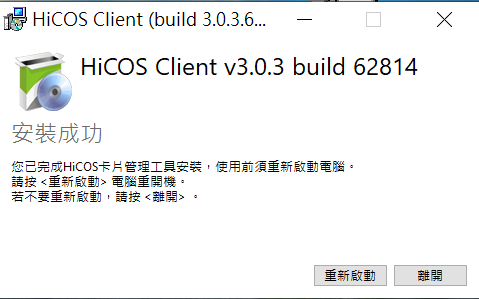 HiCOS Client (build 3.0.3.6...
HiCOS Client v3.0.3 build 62814
安裝成功
您已完成HiCOS卡片管理工具安裝，使用前須重新啟動電腦。
請按 <重新啟動> 電腦重開機。
若不要重新啟動，請按 <離開> 。
重新啟動
離開